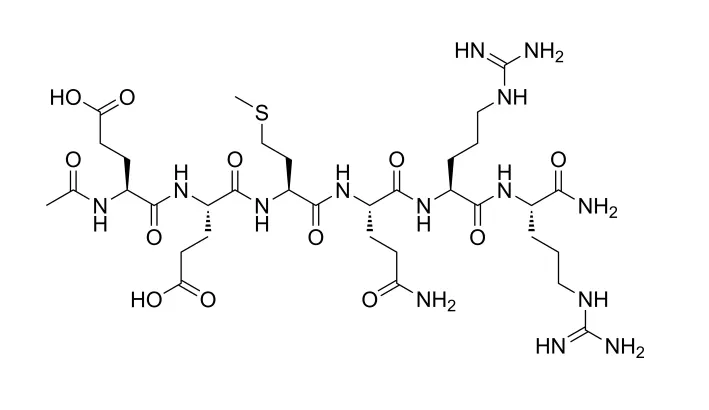 HN NH2
NH
S
HO O
O H O H O H O
N N N
N N N NH2
H H H
O O O
HO O O NH2 NH
HN NH2